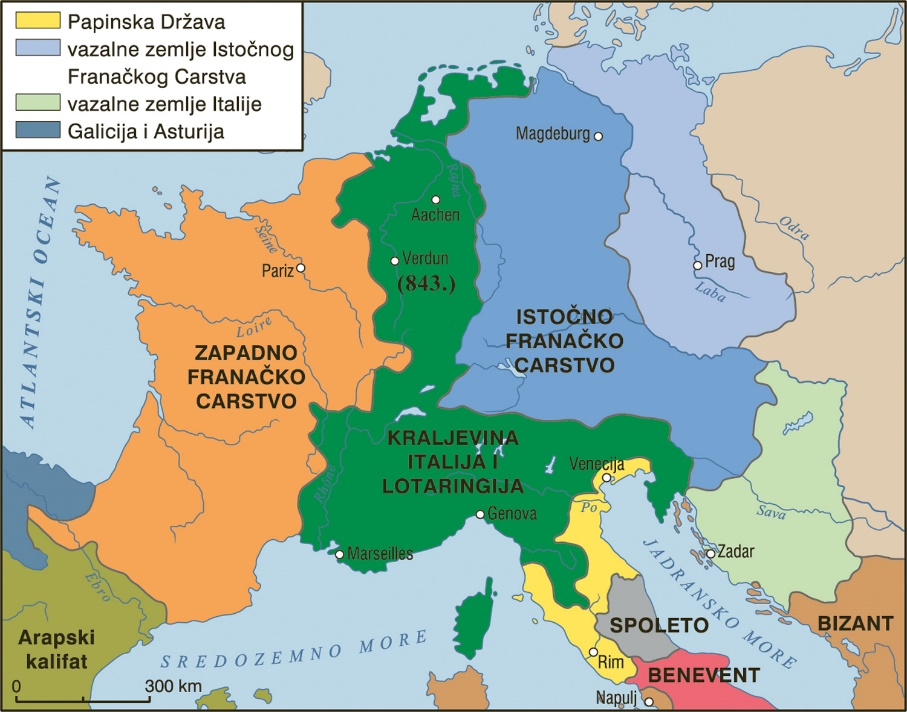 Papinska Država
vazalne zemlje Istočnog
Franačkog Carstva
vazalne zemlje Italije
Galicija i Asturija
ATLANTSKI OCEAN
Magdeburg
Rajna
Aachen
Verdun
(843.)
Seine
Pariz
Odra
Prag
Laba
Loire
ZAPADNO
FRANAČKO
CARSTVO
ISTOČNO
FRANAČKO
CARSTVO
KRALJEVINA
ITALIJA I
LOTARINGIJA
Rhône
Venecija
Po
Genova
Marseilles
Sava
Zadar
JADRANSKO MORE
Ebro
Arapski
kalifat
SREDOZEMNO MORE
SPOLETO
BIZANT
Rim
BENEVENT
Napulj
0 300 km